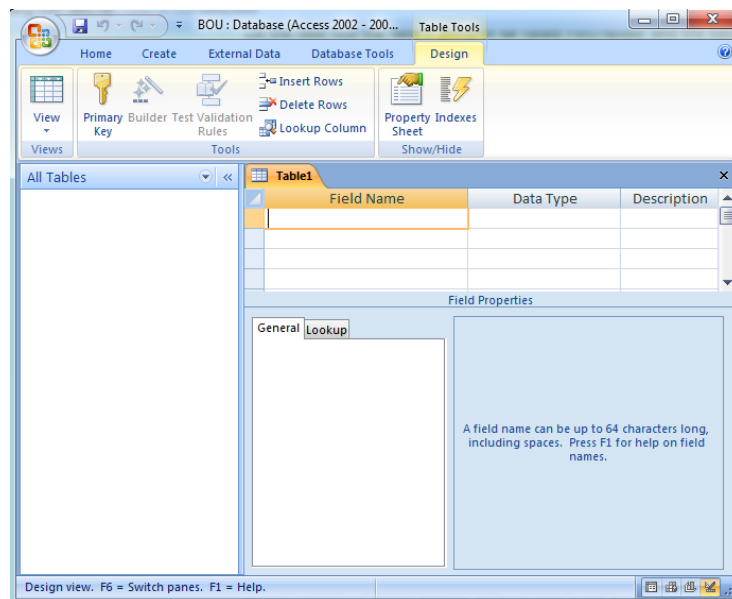 BOU : Database (Access 2002 - 200... Table Tools
Home Create External Data Database Tools Design
View
Primary Key
Builder
Test Validation Rules
Insert Rows
Delete Rows
Lookup Column
Property Sheet
Indexes
Views Tools Show/Hide
All Tables
Table1
Field Name Data Type Description
Field Properties
General Lookup
A field name can be up to 64 characters long,
including spaces. Press F1 for help on field
names.
Design view. F6 = Switch panes. F1 = Help.